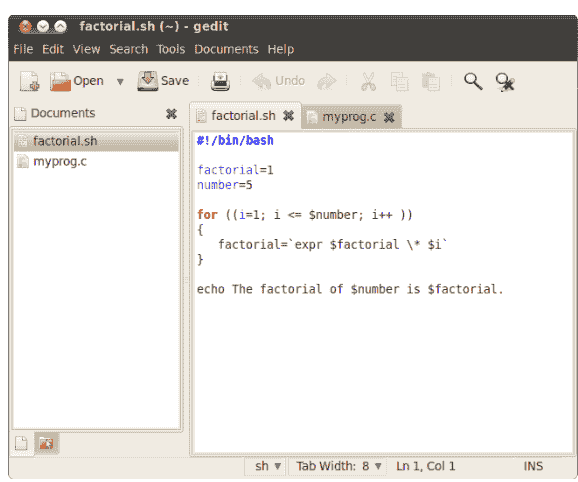 factorial.sh (~) - gedit
File Edit View Search Tools Documents Help
Open Save Undo
Documents
factorial.sh
myprog.c
factorial.sh myprog.c
#!/bin/bash
factorial=1
number=5
for ((i=1; i <= $number; i++ ))
{
factorial=`expr $factorial \* $i`
}
echo The factorial of $number is $factorial.
sh Tab Width: 8 Ln 1, Col 1 INS